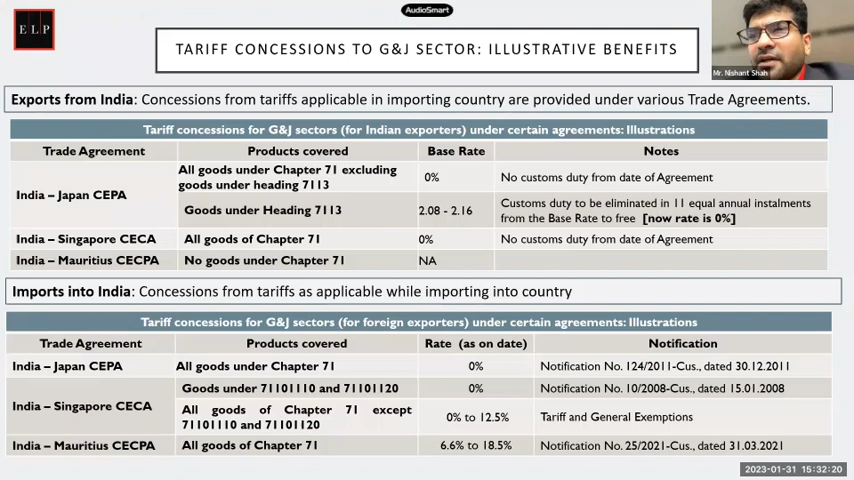 AudioSmart
ELP
TARIFF CONCESSIONS TO G&J SECTOR: ILLUSTRATIVE BENEFITS
Mr. Nishant Shah
Exports from India: Concessions from tariffs applicable in importing country are provided under various Trade Agreements.
Tariff concessions for G&J sectors (for Indian exporters) under certain agreements: Illustrations
Trade Agreement Products covered Base Rate Notes
India – Japan CEPA
All goods under Chapter 71 excluding
goods under heading 7113
0% No customs duty from date of Agreement
Goods under Heading 7113 2.08 - 2.16
Customs duty to be eliminated in 11 equal annual instalments
from the Base Rate to free [now rate is 0%]
India – Singapore CECA All goods of Chapter 71 0% No customs duty from date of Agreement
India – Mauritius CECPA No goods under Chapter 71 NA
Imports into India: Concessions from tariffs as applicable while importing into country
Tariff concessions for G&J sectors (for foreign exporters) under certain agreements: Illustrations
Trade Agreement Products covered Rate (as on date) Notification
India – Japan CEPA All goods under Chapter 71 0% Notification No. 124/2011-Cus., dated 30.12.2011
India – Singapore CECA
Goods under 71101110 and 71101120 0% Notification No. 10/2008-Cus., dated 15.01.2008
All goods of Chapter 71 except
71101110 and 71101120
0% to 12.5% Tariff and General Exemptions
India – Mauritius CECPA All goods of Chapter 71 6.6% to 18.5% Notification No. 25/2021-Cus., dated 31.03.2021
2023-01-31 15:32:20